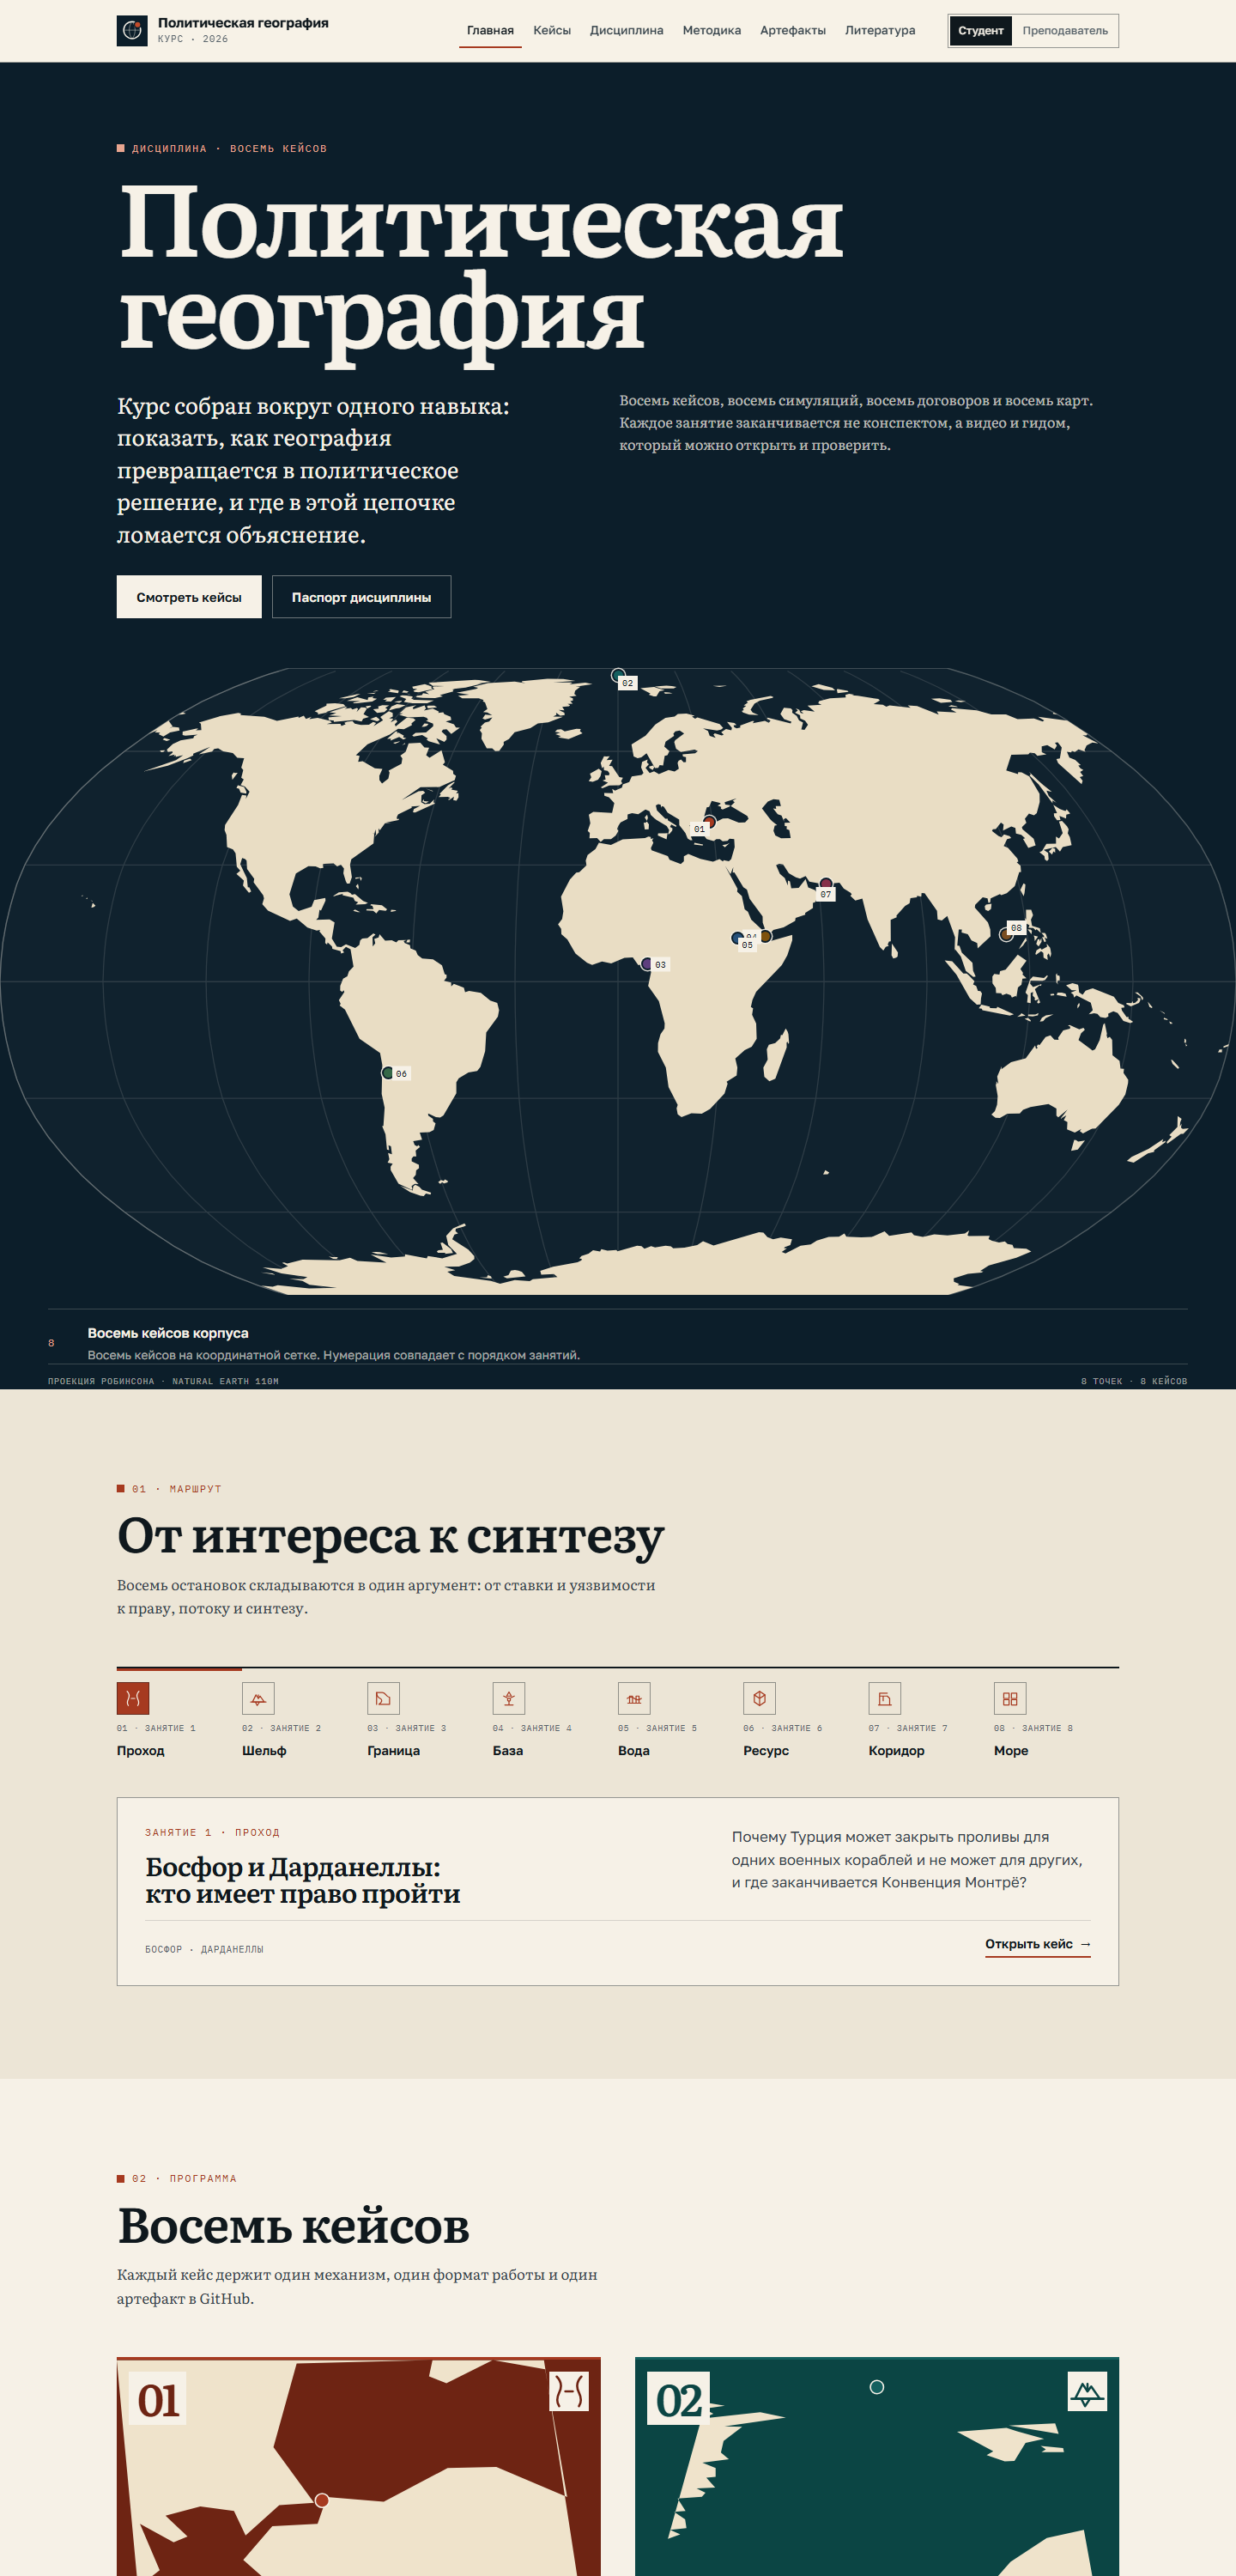 Политическая география
КУРС · 2026
Главная
Кейсы
Дисциплина
Методика
Артефакты
Литература
Студент
Преподаватель
ДИСЦИПЛИНА · ВОСЕМЬ КЕЙСОВ
Политическая
география
Курс собран вокруг одного навыка:
показать, как география
превращается в политическое
решение, и где в этой цепочке
ломается объяснение.
Восемь кейсов, восемь симуляций, восемь договоров и восемь карт.
Каждое занятие заканчивается не конспектом, а видео и гидом,
который можно открыть и проверить.
Смотреть кейсы
Паспорт дисциплины
02
01
07
08
05
03
06
8
Восемь кейсов корпуса
Восемь кейсов на координатной сетке. Нумерация совпадает с порядком занятий.
ПРОЕКЦИЯ РОБИНСОНА · NATURAL EARTH 110M
8 ТОЧЕК · 8 КЕЙСОВ
01 · МАРШРУТ
От интереса к синтезу
Восемь остановок складываются в один аргумент: от ставки и уязвимости
к праву, потоку и синтезу.
01 · ЗАНЯТИЕ 1
Проход
02 · ЗАНЯТИЕ 2
Шельф
03 · ЗАНЯТИЕ 3
Граница
04 · ЗАНЯТИЕ 4
База
05 · ЗАНЯТИЕ 5
Вода
06 · ЗАНЯТИЕ 6
Ресурс
07 · ЗАНЯТИЕ 7
Коридор
08 · ЗАНЯТИЕ 8
Море
ЗАНЯТИЕ 1 · ПРОХОД
Босфор и Дарданеллы:
кто имеет право пройти
Почему Турция может закрыть проливы для
одних военных кораблей и не может для других,
и где заканчивается Конвенция Монтрё?
БОСФОР · ДАРДАНЕЛЛЫ
Открыть кейс →
02 · ПРОГРАММА
Восемь кейсов
Каждый кейс держит один механизм, один формат работы и один
артефакт в GitHub.
01
02